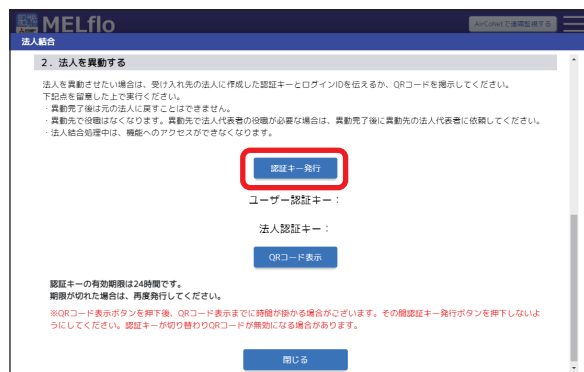 MELflo
AirCoNetで遠隔監視する
法人結合
2．法人を異動する
法人を異動させたい場合は、受け入れ先の法人に作成した認証キーとログインIDを伝えるか、QRコードを掲示してください。
下記点を留意した上で実行ください。
・異動完了後は元の法人に戻すことはできません。
・異動先で役職はなくなります。異動先で法人代表者の役職が必要な場合は、異動完了後に異動先の法人代表者に依頼してください。
・法人結合処理中は、機能へのアクセスができなくなります。
認証キー発行
ユーザー認証キー：
法人認証キー：
QRコード表示
認証キーの有効期限は24時間です。
期限が切れた場合は、再度発行してください。
※QRコード表示ボタンを押下後、QRコード表示までに時間が掛かる場合がございます。その間認証キー発行ボタンを押下しないよ
うにしてください。認証キーが切り替わりQRコードが無効になる場合があります。
閉じる